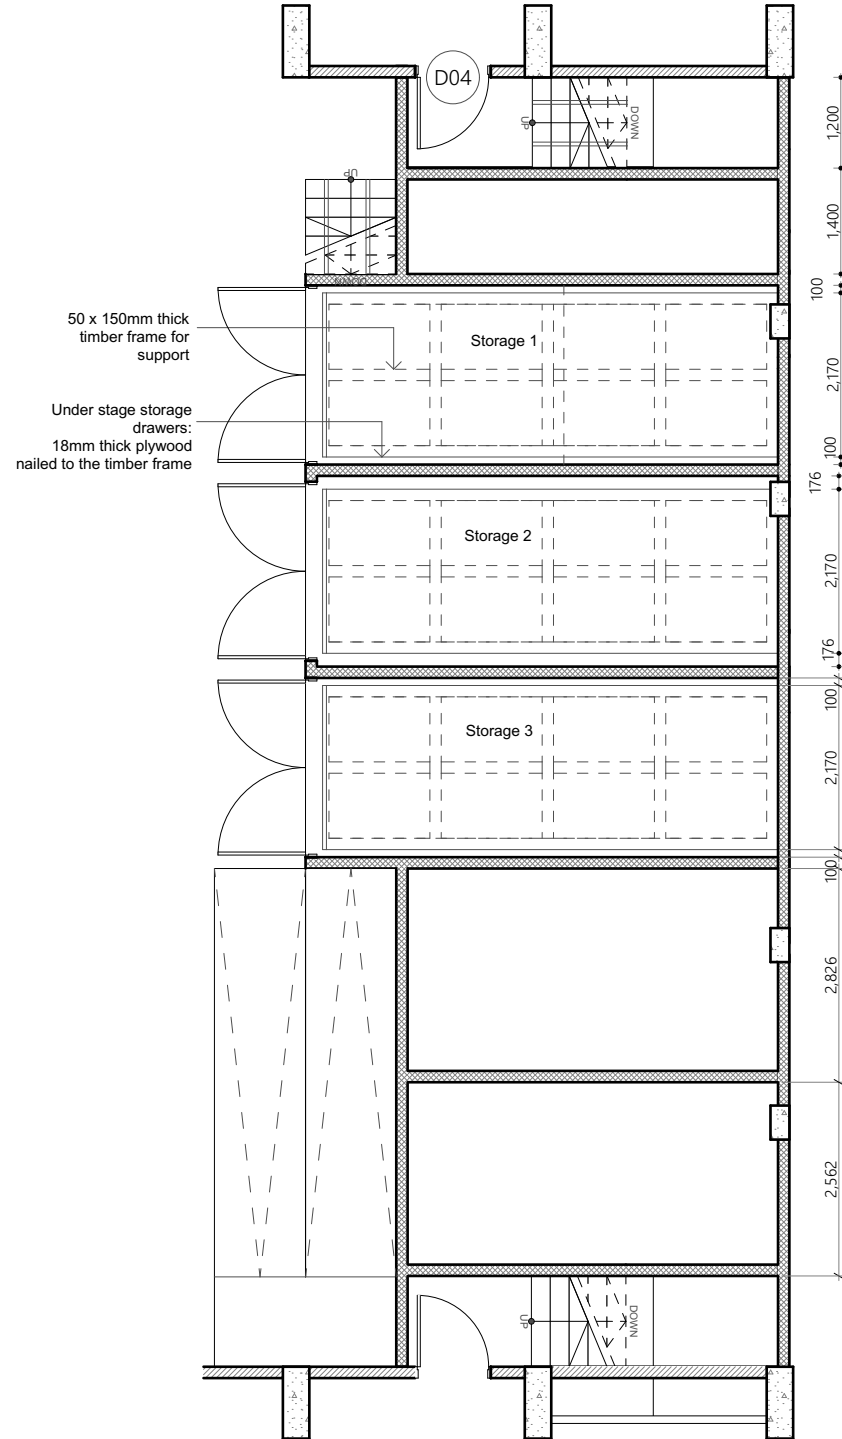 D04
UP
DOWN
1,200
UP
DOWN
1,400
100
50 x 150mm thick
timber frame for
support
Storage 1
2,170
Under stage storage
drawers:
18mm thick plywood
nailed to the timber frame
100
176
Storage 2
2,170
176
100
Storage 3
2,170
100
2,826
2,562
UP
DOWN